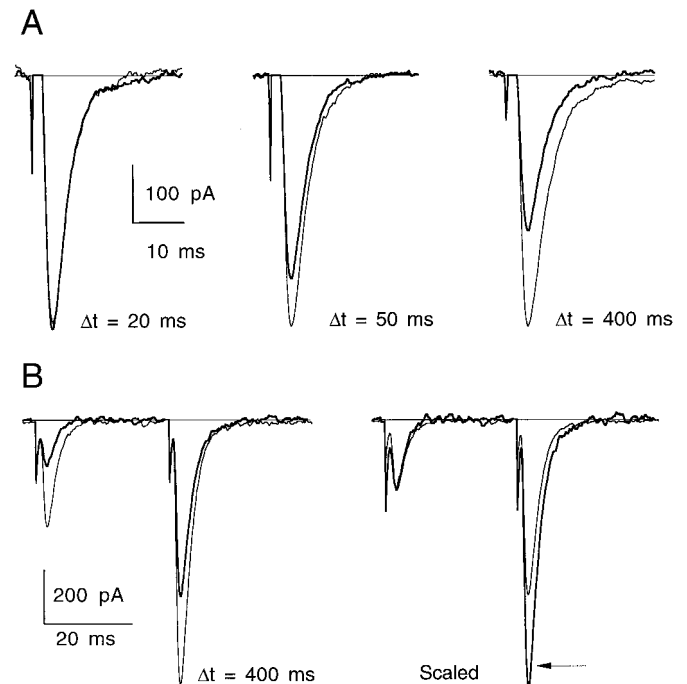 A
100 pA
10 ms
Δt = 20 ms
Δt = 50 ms
Δt = 400 ms
B
200 pA
20 ms
Δt = 400 ms
Scaled